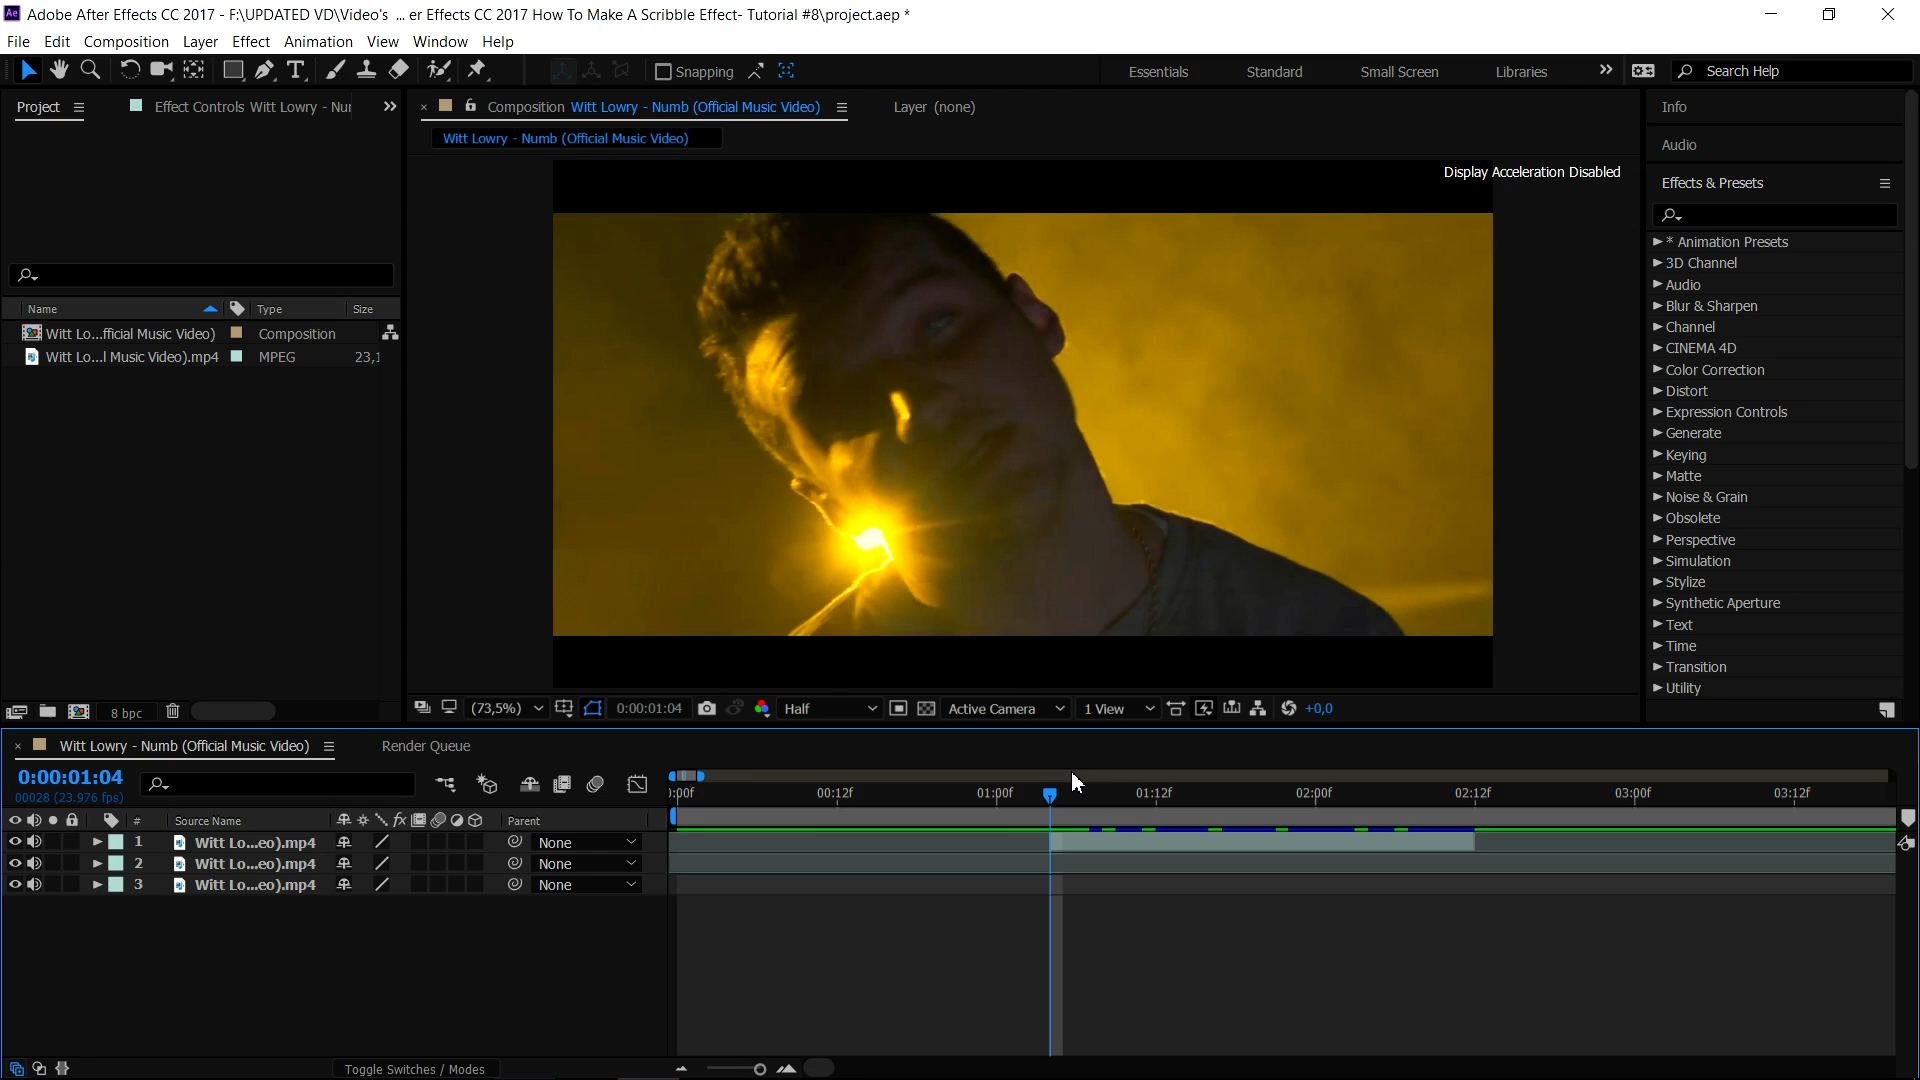 Adobe After Effects CC 2017 - F:\UPDATED VD\Video's ... er Effects CC 2017 How To Make A Scribble Effect- Tutorial #8\project.aep *
File Edit Composition Layer Effect Animation View Window Help
Snapping Essentials Standard Small Screen Libraries Search Help
Project Effect Controls Witt Lowry - Nu
Composition Witt Lowry - Numb (Official Music Video) Layer (none)
Witt Lowry - Numb (Official Music Video)
Display Acceleration Disabled
Name Type Size
Witt Lo...fficial Music Video) Composition
Witt Lo...l Music Video).mp4 MPEG 23,1
8 bpc
(73,5%) 0:00:01:04 Half Active Camera 1 View +0,0
Info
Audio
Effects & Presets
* Animation Presets
3D Channel
Audio
Blur & Sharpen
Channel
CINEMA 4D
Color Correction
Distort
Expression Controls
Generate
Keying
Matte
Noise & Grain
Obsolete
Perspective
Simulation
Stylize
Synthetic Aperture
Text
Time
Transition
Utility
Witt Lowry - Numb (Official Music Video) Render Queue
0:00:01:04
00028 (23.976 fps)
):00f 00:12f 01:00f 01:12f 02:00f 02:12f 03:00f 03:12f
# Source Name fx Parent
1 Witt Lo...eo).mp4 None
2 Witt Lo...eo).mp4 None
3 Witt Lo...eo).mp4 None
Toggle Switches / Modes